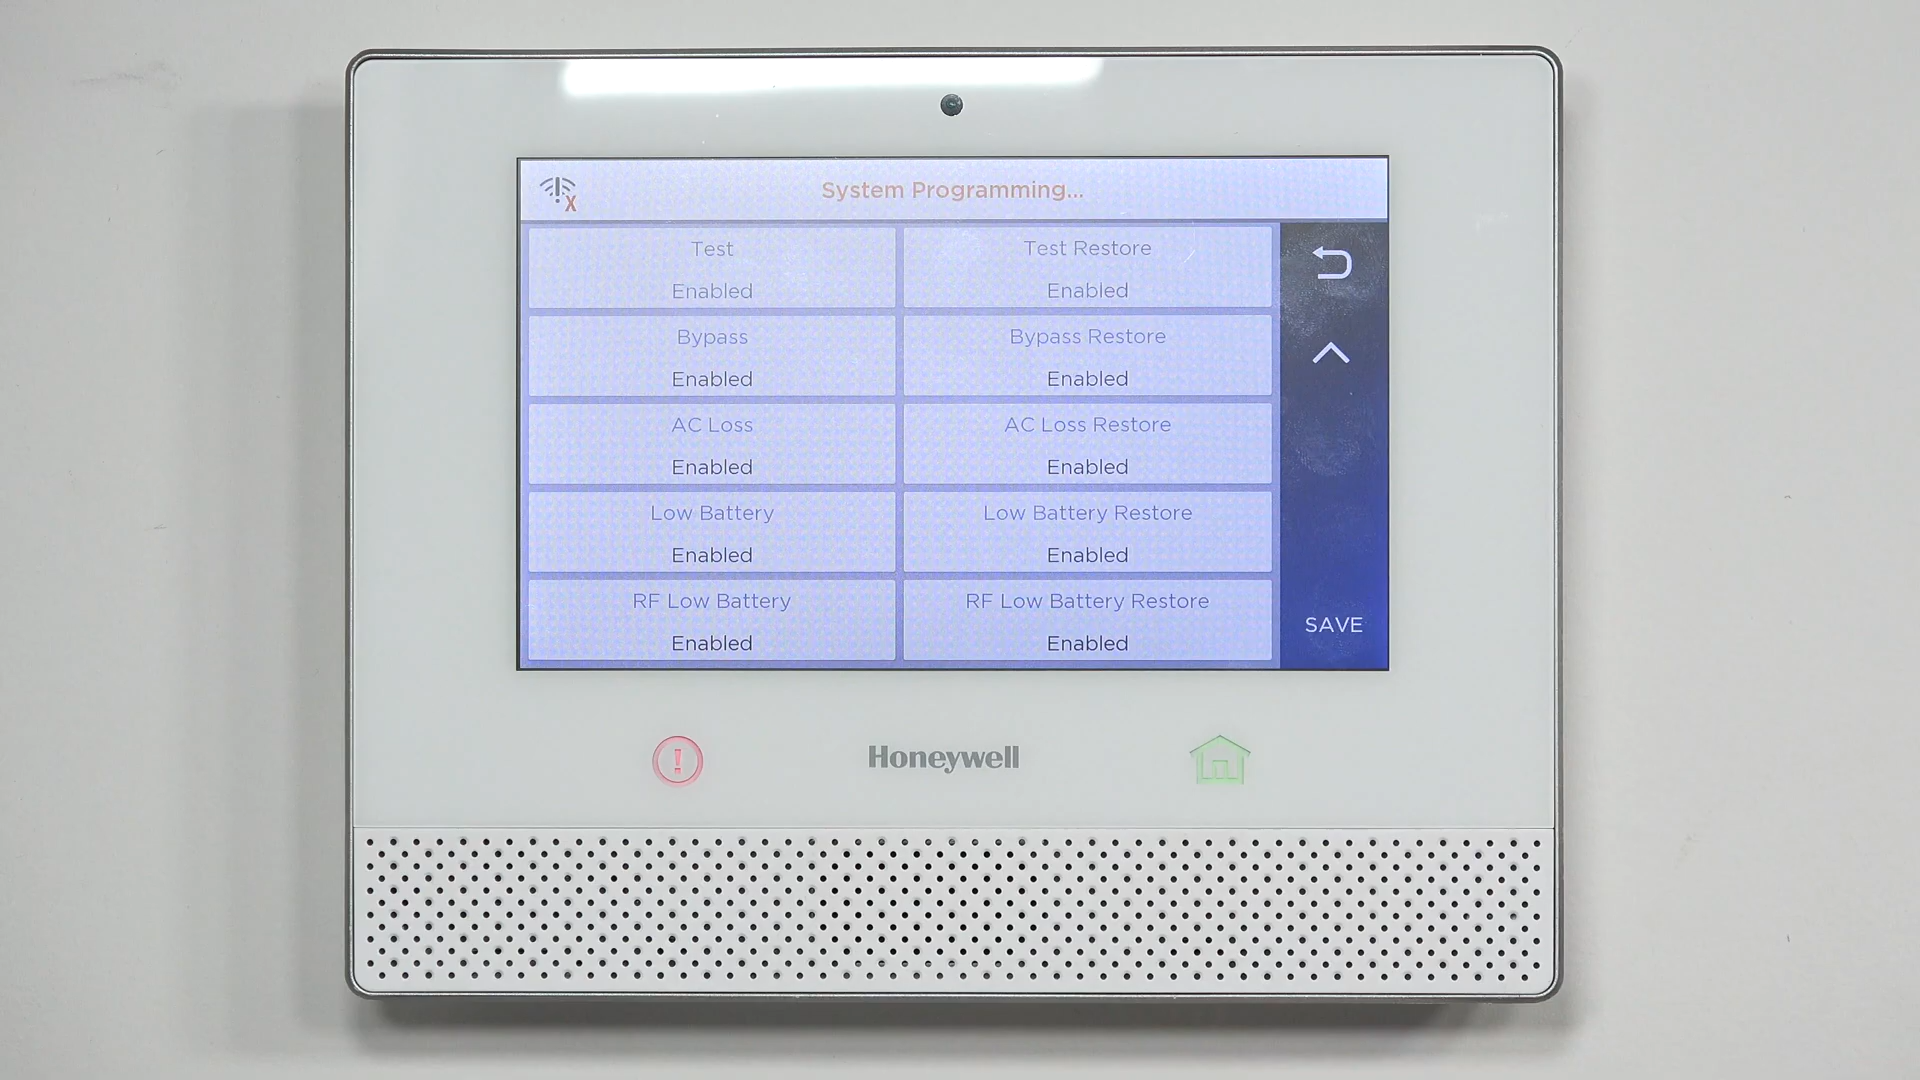 System Programming...
Test
Enabled
Test Restore
Enabled
Bypass
Enabled
Bypass Restore
Enabled
AC Loss
Enabled
AC Loss Restore
Enabled
Low Battery
Enabled
Low Battery Restore
Enabled
RF Low Battery
Enabled
RF Low Battery Restore
Enabled
SAVE
Honeywell